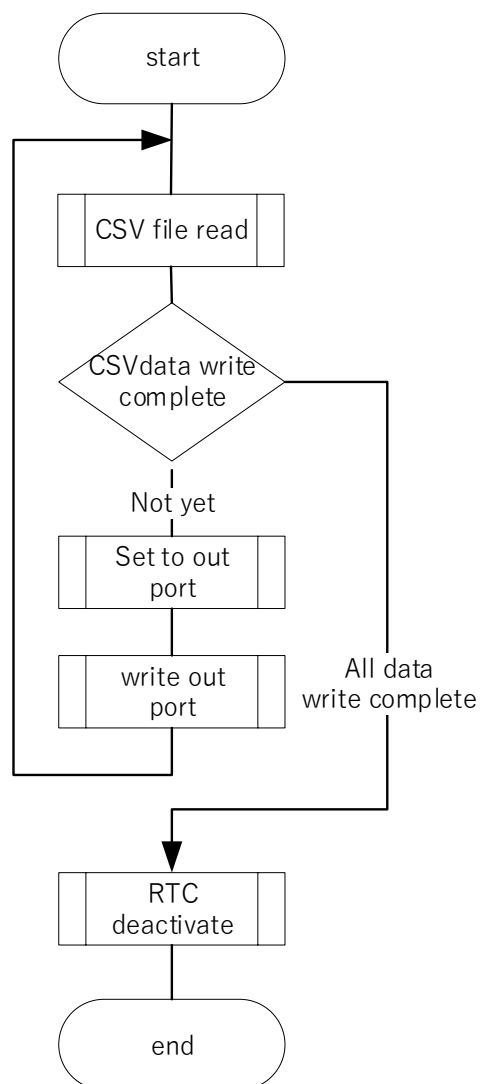 start
CSV file read
CSVdata write
complete
Not yet
Set to out
port
write out
port
All data
write complete
RTC
deactivate
end